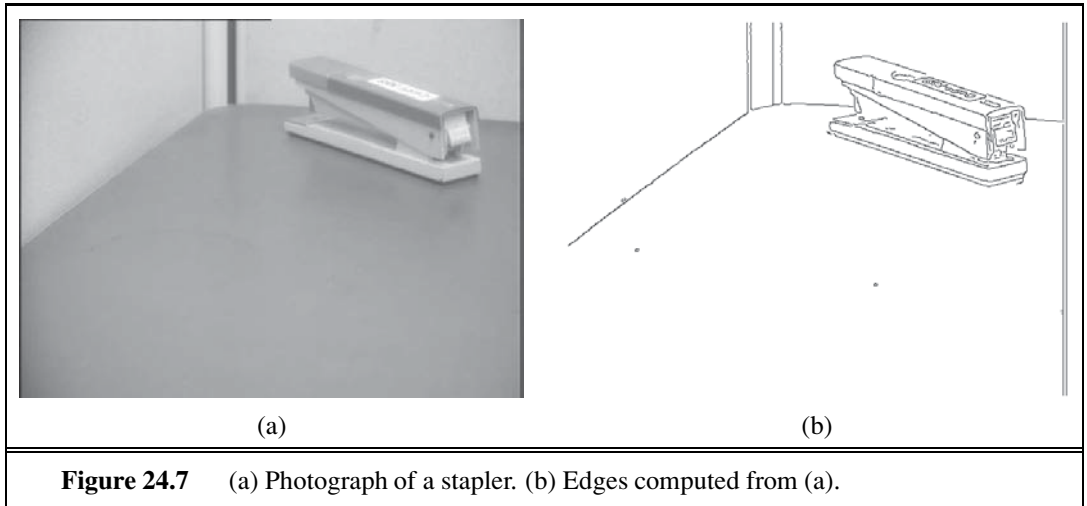 (a) (b)
Figure 24.7 (a) Photograph of a stapler. (b) Edges computed from (a).